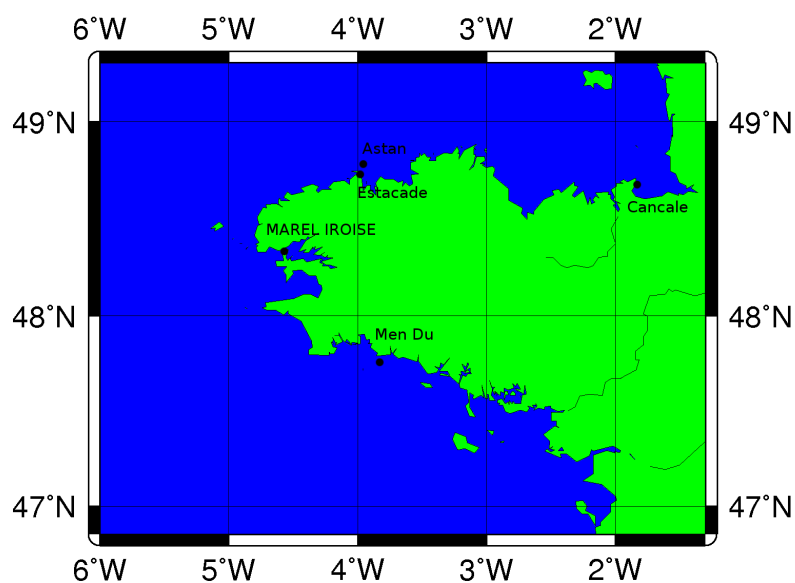 6°W 5°W 4°W 3°W 2°W
49°N 49°N
Astan
Estacade
Cancale
MAREL IROISE
48°N 48°N
Men Du
47°N 47°N
6°W 5°W 4°W 3°W 2°W